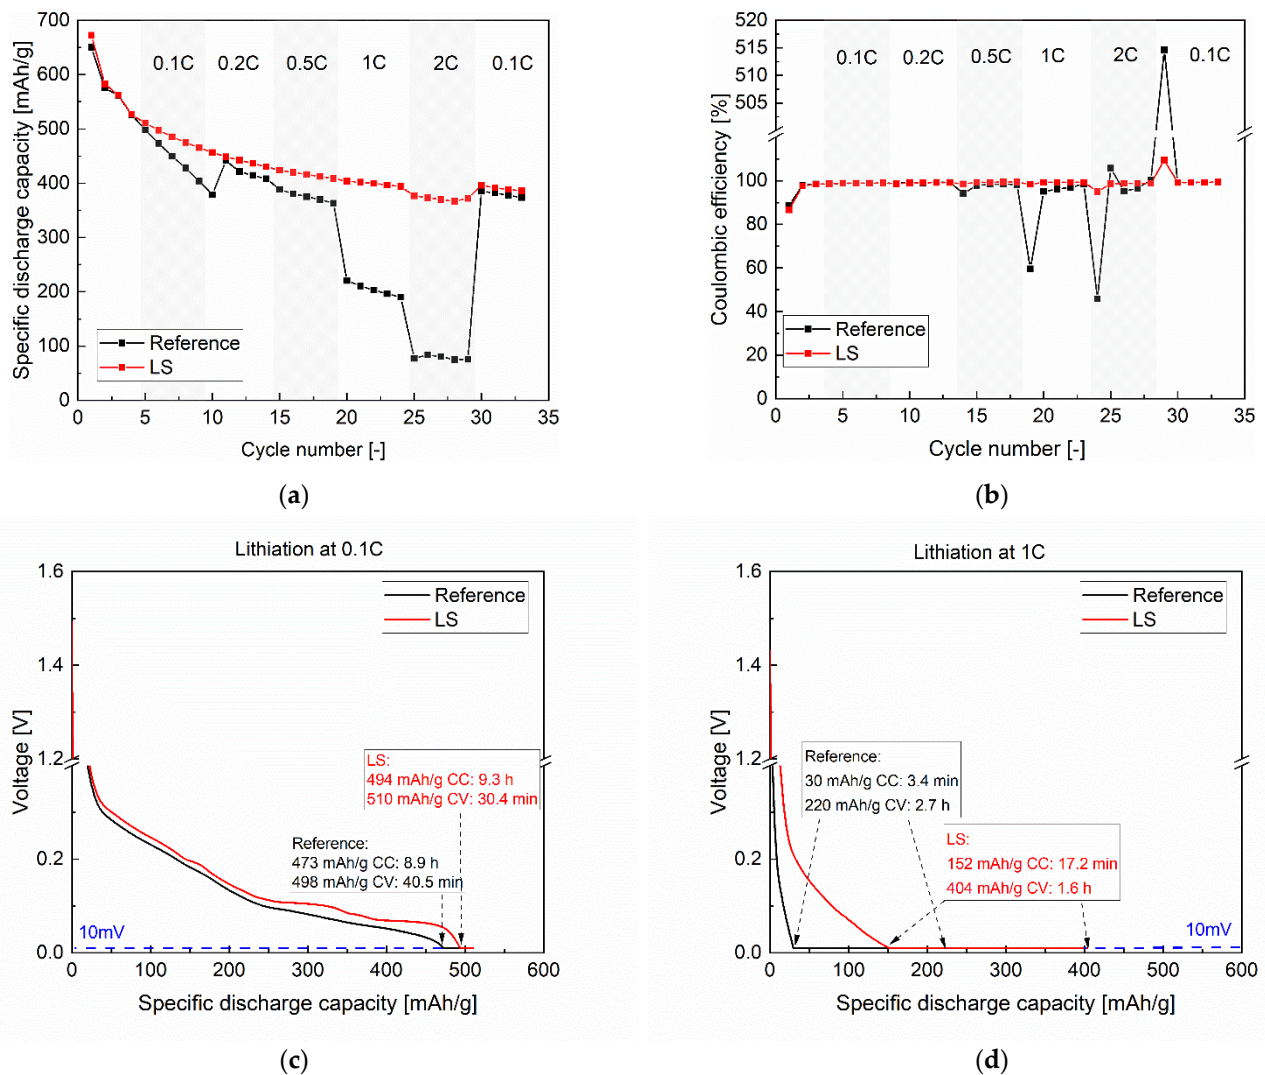 700
600
500
400
300
200
100
0
Specific discharge capacity [mAh/g]
0.1C 0.2C 0.5C 1C 2C 0.1C
Reference
LS
0 5 10 15 20 25 30 35
Cycle number [-]
(a)
520
515
510
505
100
80
60
40
20
0
Coulombic efficiency [%]
0.1C 0.2C 0.5C 1C 2C 0.1C
Reference
LS
0 5 10 15 20 25 30 35
Cycle number [-]
(b)
Lithiation at 0.1C
1.6
1.4
1.2
0.2
0.0
Voltage [V]
Reference
LS
LS:
494 mAh/g CC: 9.3 h
510 mAh/g CV: 30.4 min
Reference:
473 mAh/g CC: 8.9 h
498 mAh/g CV: 40.5 min
10mV
0 100 200 300 400 500 600
Specific discharge capacity [mAh/g]
(c)
Lithiation at 1C
1.6
1.4
1.2
0.2
0.0
Voltage [V]
Reference
LS
Reference:
30 mAh/g CC: 3.4 min
220 mAh/g CV: 2.7 h
LS:
152 mAh/g CC: 17.2 min
404 mAh/g CV: 1.6 h
10mV
0 100 200 300 400 500 600
Specific discharge capacity [mAh/g]
(d)